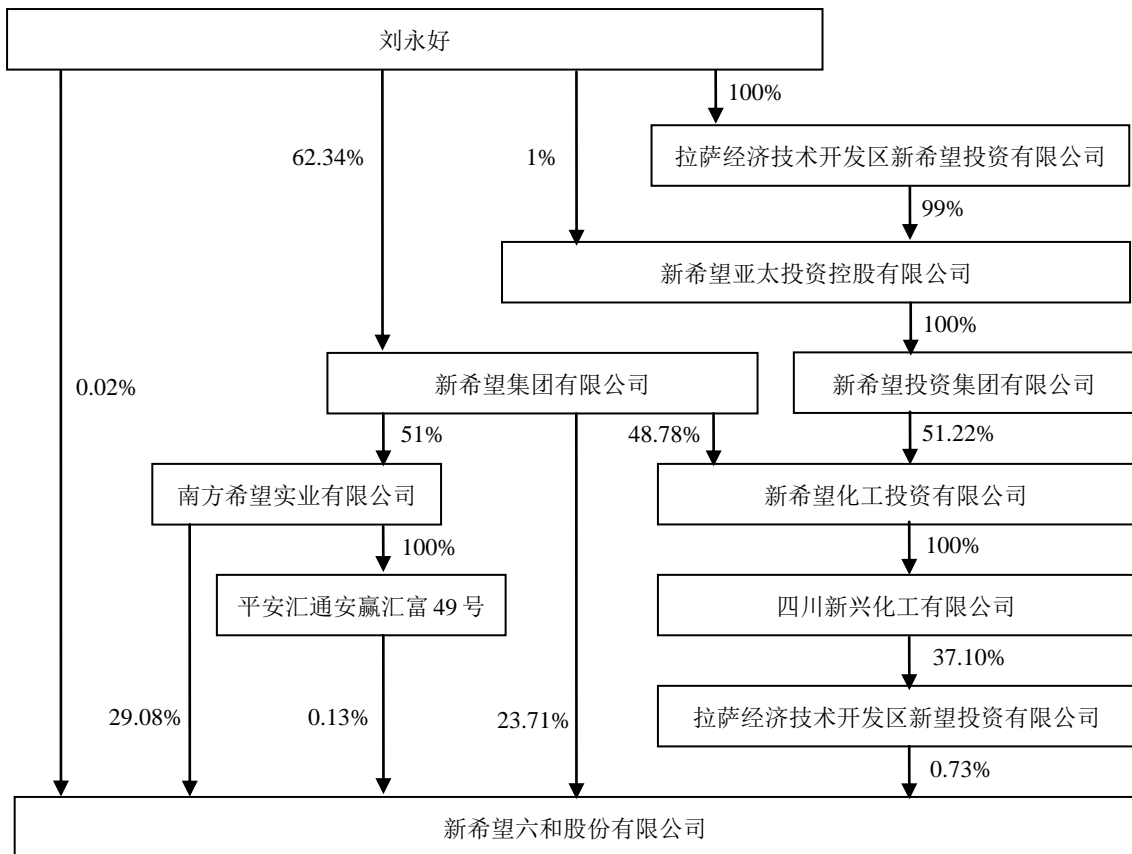 刘永好
100%
62.34%
1%
拉萨经济技术开发区新希望投资有限公司
99%
新希望亚太投资控股有限公司
100%
0.02%
新希望集团有限公司
新希望投资集团有限公司
51%
48.78%
51.22%
南方希望实业有限公司
新希望化工投资有限公司
100%
100%
平安汇通安赢汇富 49 号
四川新兴化工有限公司
37.10%
29.08%
0.13%
23.71%
拉萨经济技术开发区新望投资有限公司
0.73%
新希望六和股份有限公司